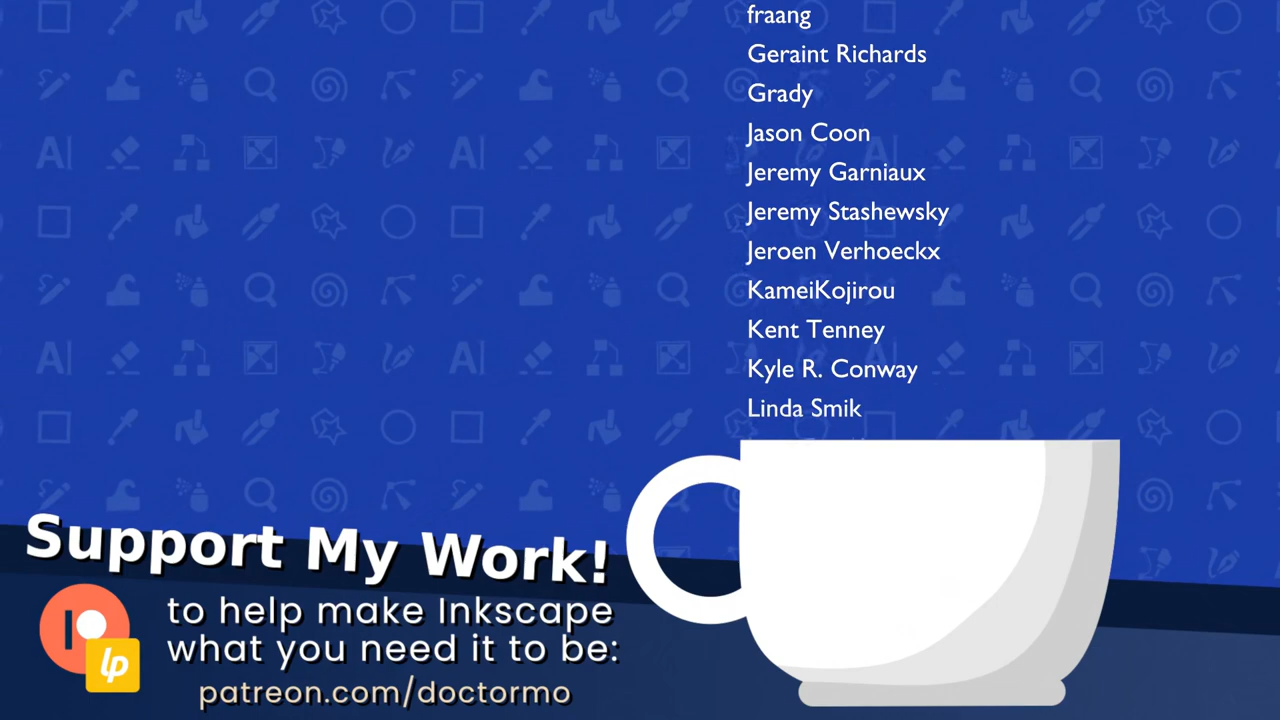 fraang
Geraint Richards
Grady
Jason Coon
Jeremy Garniaux
Jeremy Stashewsky
Jeroen Verhoeckx
KameiKojirou
Kent Tenney
Kyle R. Conway
Linda Smik
Support My Work!
to help make Inkscape
what you need it to be:
patreon.com/doctormo
lp